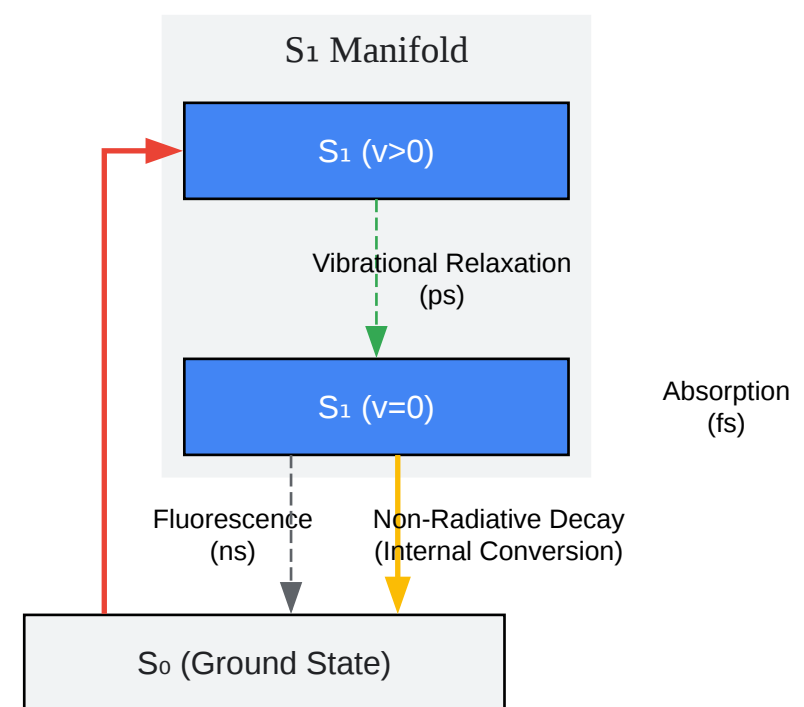 S₁ Manifold
S₁ (v>0)
Vibrational Relaxation
(ps)
S₁ (v=0)
Absorption
(fs)
Fluorescence
(ns)
Non-Radiative Decay
(Internal Conversion)
S₀ (Ground State)